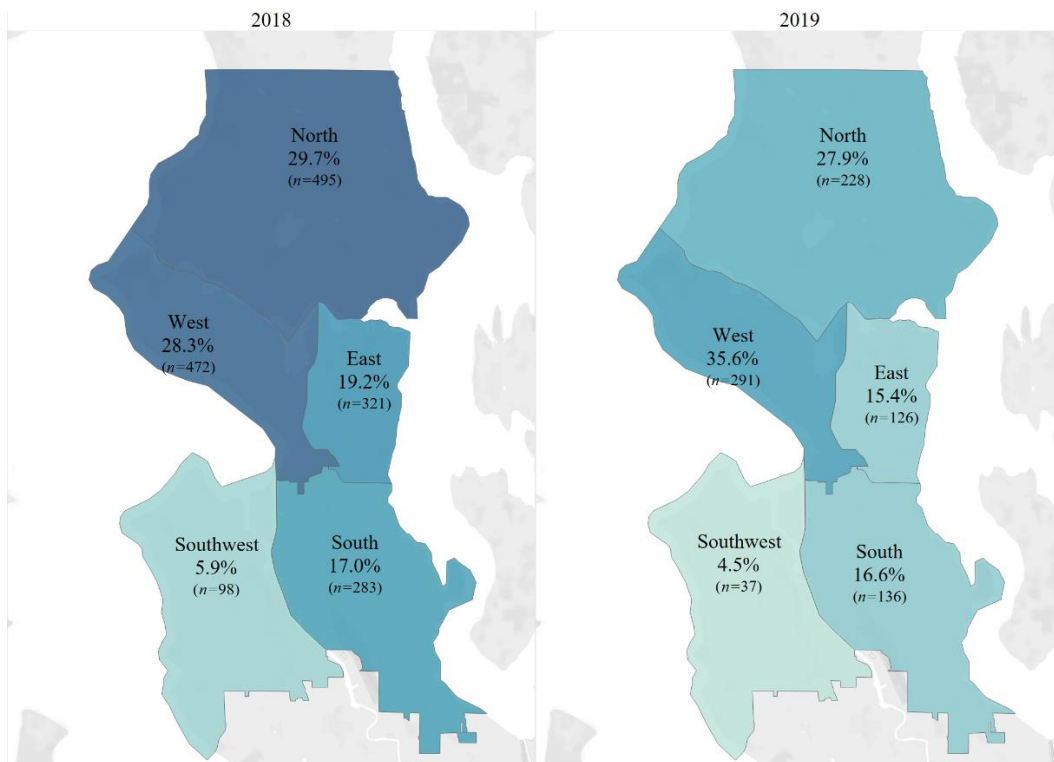 2018
North
29.7%
(n=495)
West
28.3%
(n=472)
East
19.2%
(n=321)
Southwest
5.9%
(n=98)
South
17.0%
(n=283)
2019
North
27.9%
(n=228)
West
35.6%
(n=291)
East
15.4%
(n=126)
Southwest
4.5%
(n=37)
South
16.6%
(n=136)